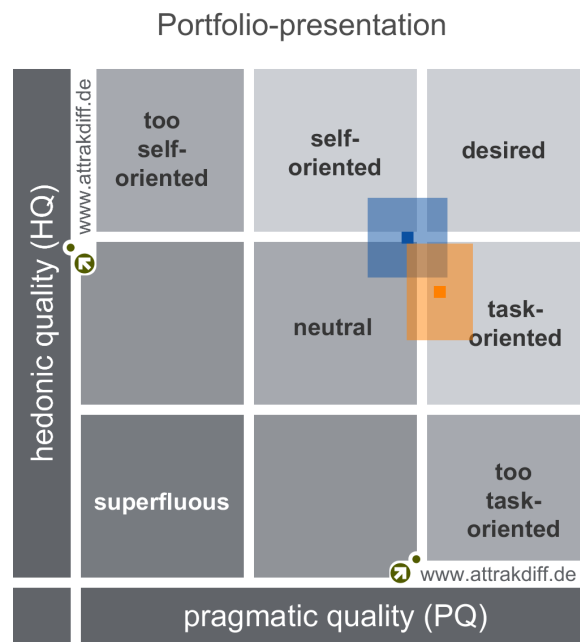 Portfolio-presentation
www.attrakdiff.de
hedonic quality (HQ)
too
self-
oriented
self-
oriented
desired
neutral
task-
oriented
superfluous
too
task-
oriented
www.attrakdiff.de
pragmatic quality (PQ)